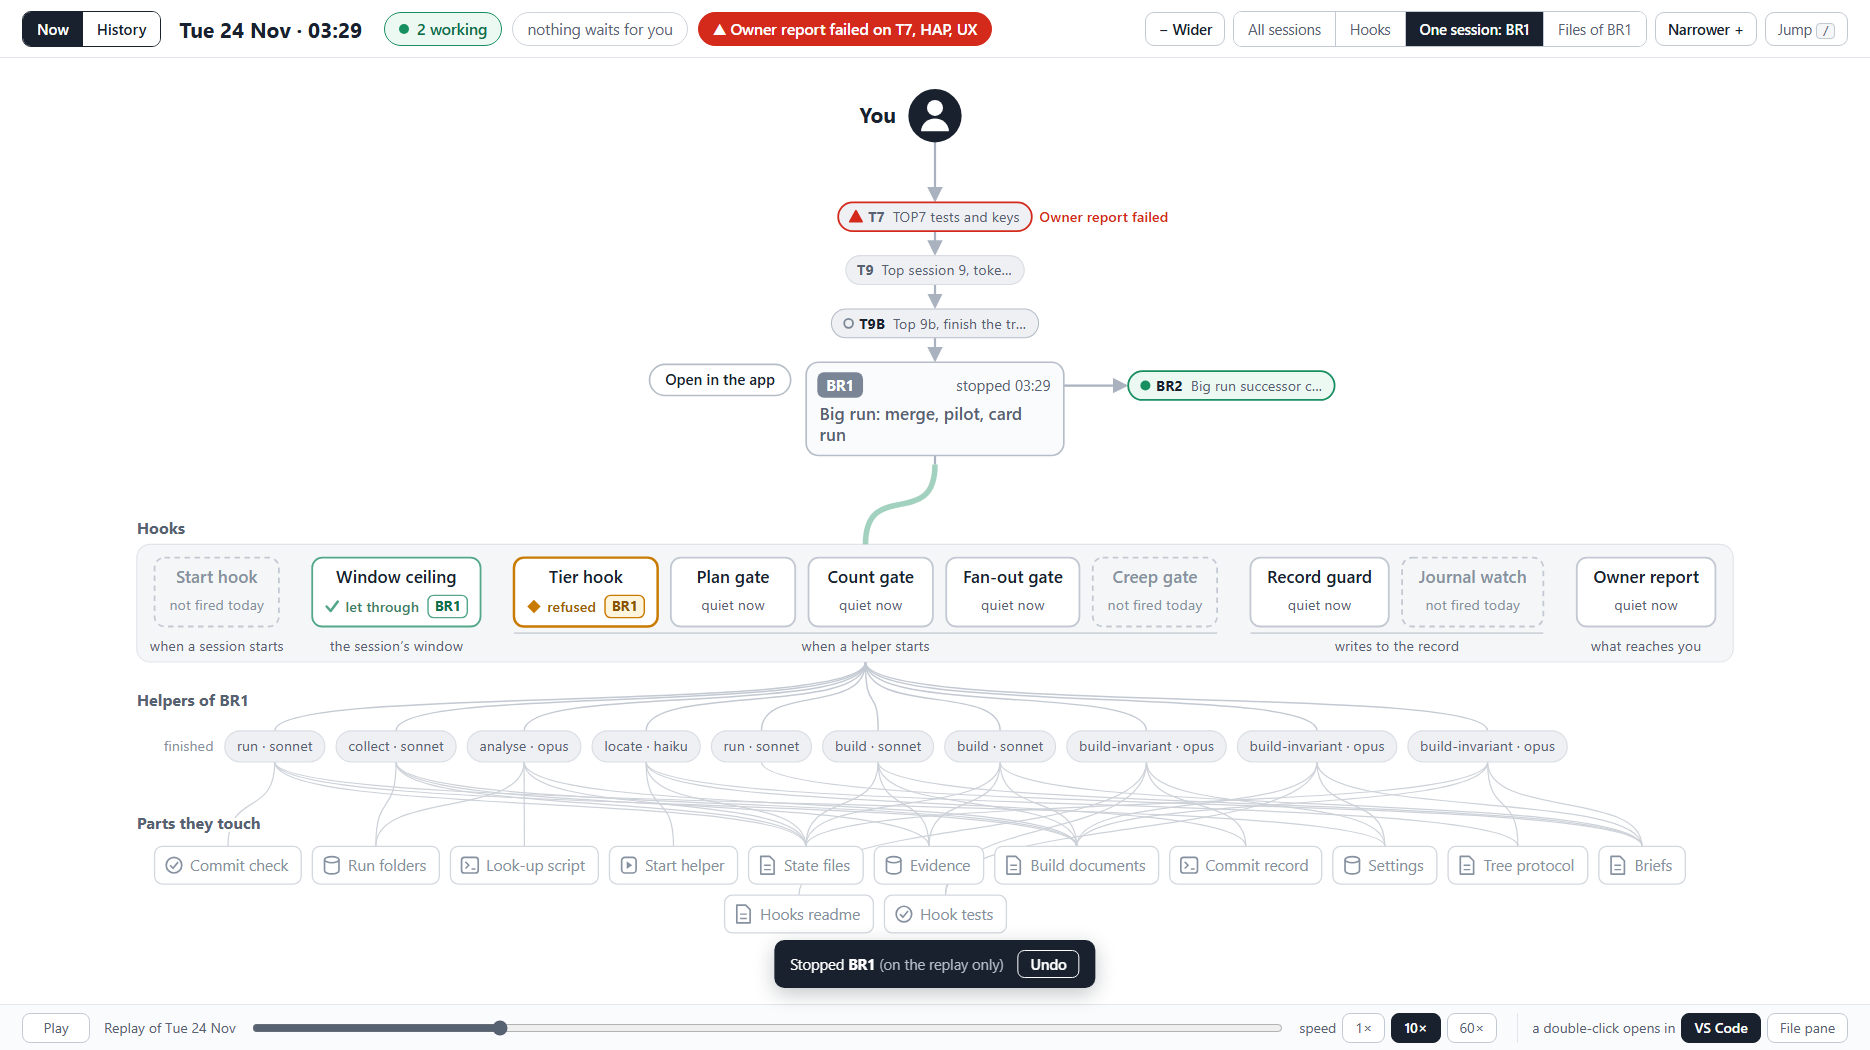 Now History Tue 24 Nov · 03:29 2 working nothing waits for you Owner report failed on T7, HAP, UX − Wider All sessions Hooks One session: BR1 Files of BR1 Narrower + Jump /
You
T7 TOP7 tests and keys Owner report failed
T9 Top session 9, toke...
T9B Top 9b, finish the tr...
Open in the app
BR1 stopped 03:29
Big run: merge, pilot, card
run
BR2 Big run successor c...
Hooks
Start hook
not fired today
Window ceiling
let through BR1
Tier hook
refused BR1
Plan gate
quiet now
Count gate
quiet now
Fan-out gate
quiet now
Creep gate
not fired today
Record guard
quiet now
Journal watch
not fired today
Owner report
quiet now
when a session starts the session's window when a helper starts writes to the record what reaches you
Helpers of BR1
finished run · sonnet collect · sonnet analyse · opus locate · haiku run · sonnet build · sonnet build · sonnet build-invariant · opus build-invariant · opus build-invariant · opus
Parts they touch
Commit check Run folders Look-up script Start helper State files Evidence Build documents Commit record Settings Tree protocol Briefs
Hooks readme Hook tests
Stopped BR1 (on the replay only) Undo
Play Replay of Tue 24 Nov speed 1× 10× 60× a double-click opens in VS Code File pane